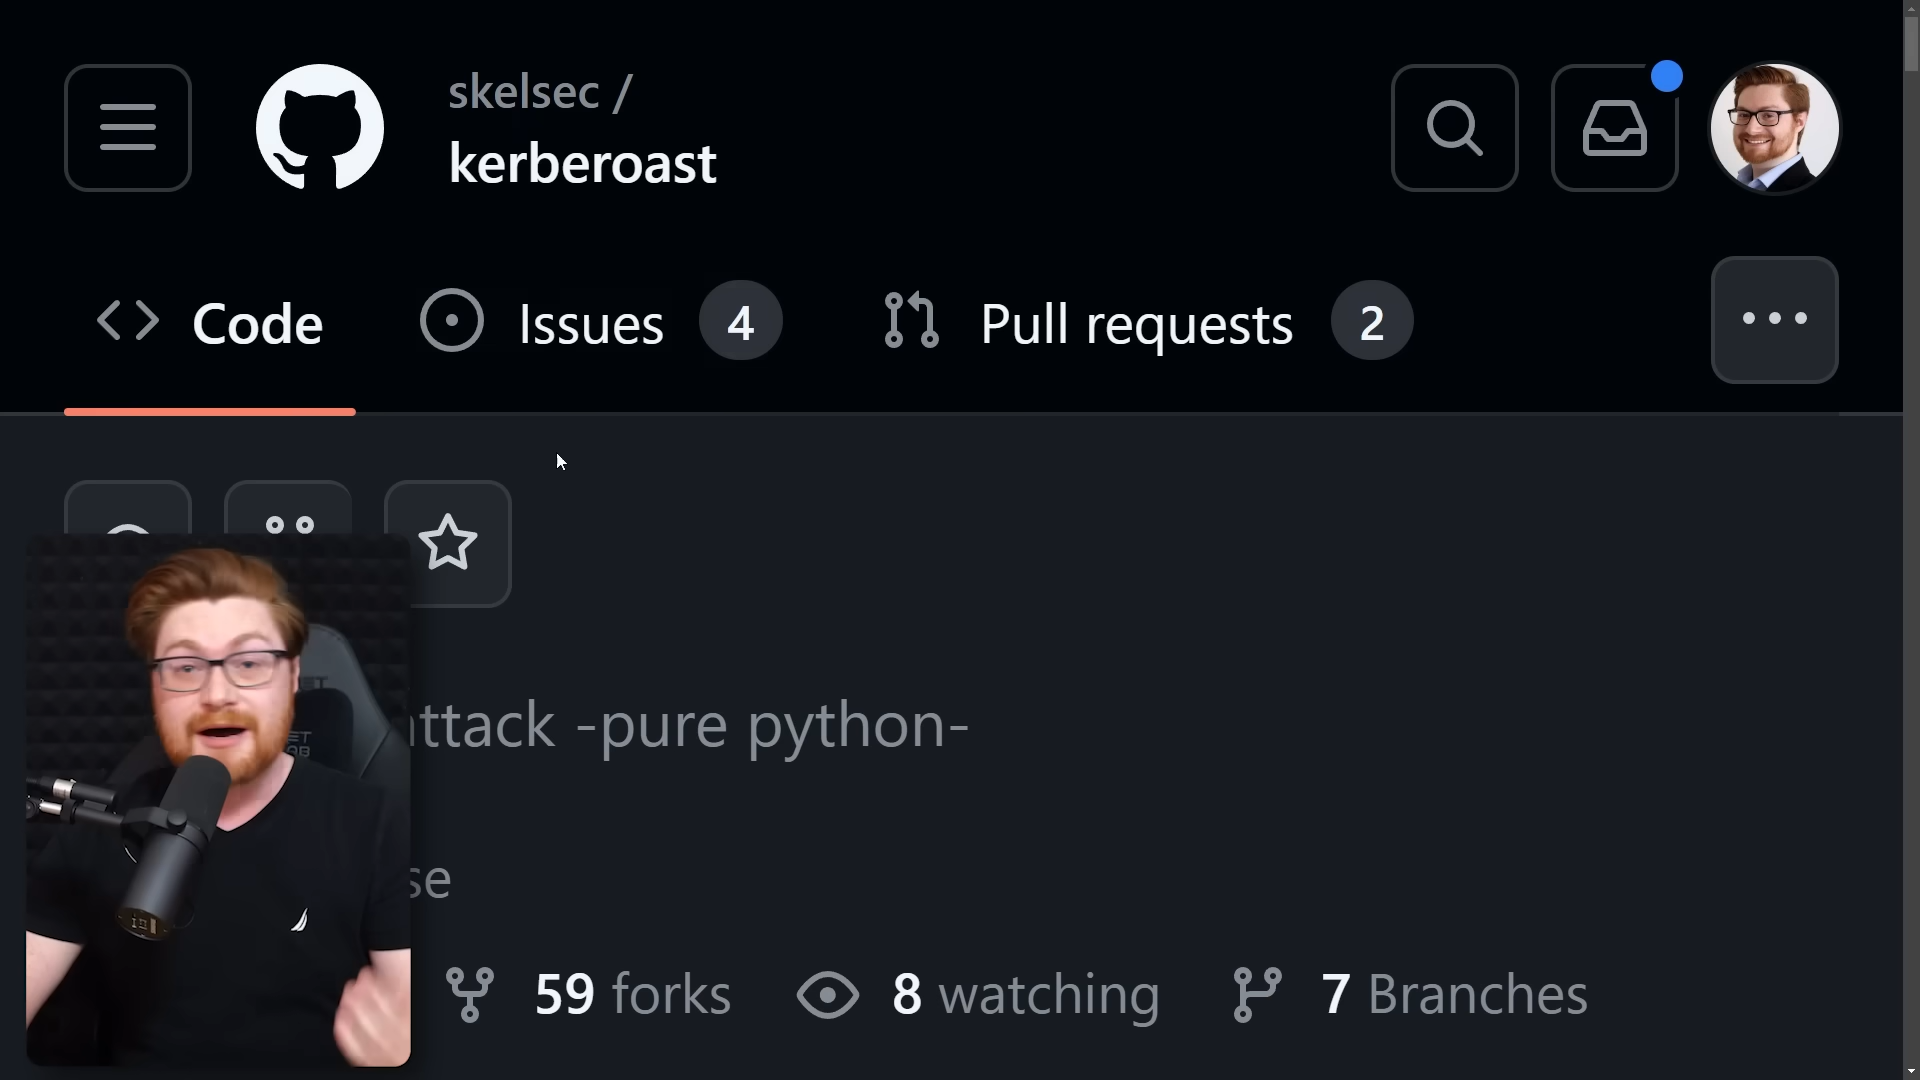 skelsec /
kerberoast
Code
Issues 4
Pull requests 2
ttack -pure python-
se
59 forks
8 watching
7 Branches